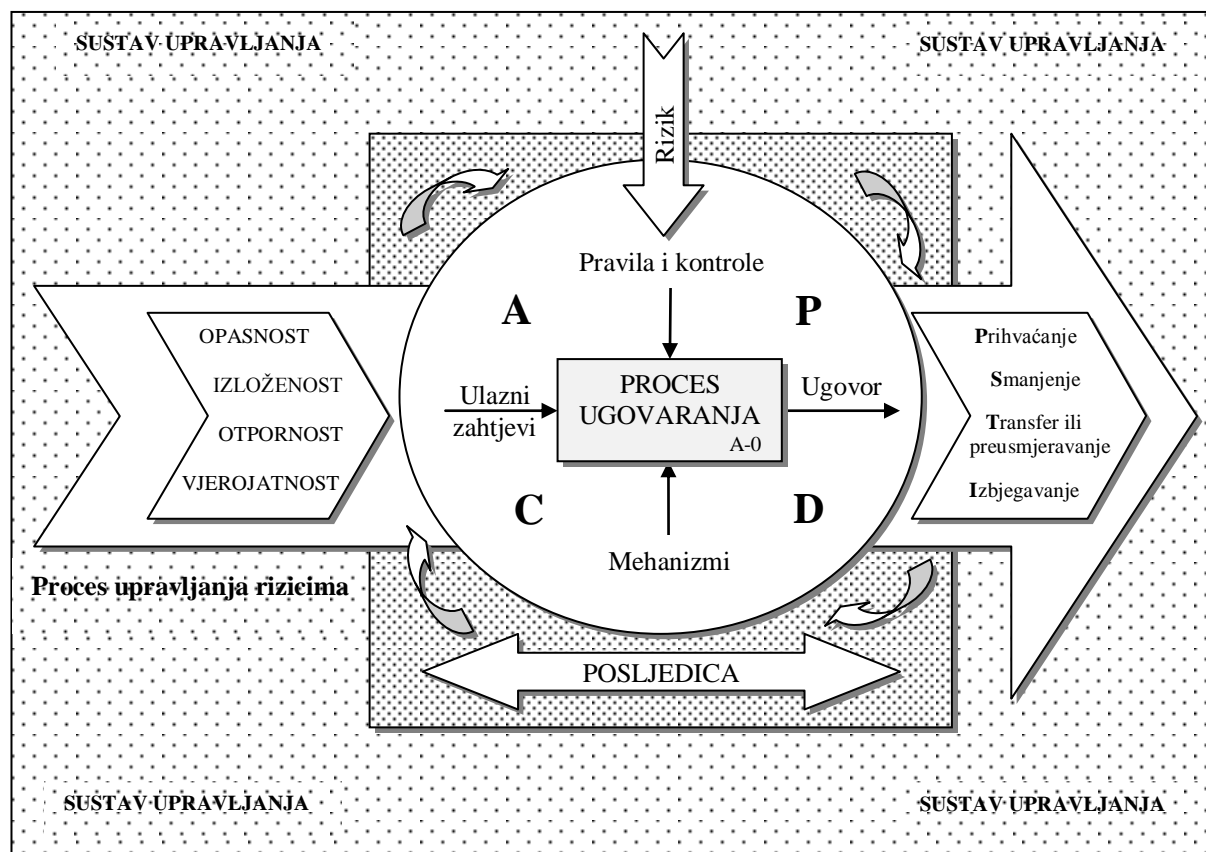 SUSTAV UPRAVLJANJA
SUSTAV UPRAVLJANJA
Rizik
Pravila i kontrole
A
P
OPASNOST
IZLOŽENOST
OTPORNOST
VJEROJATNOST
Ulazni
zahtjevi
PROCES
UGOVARANJA
A-0
Ugovor
Prihvaćanje
Smanjenje
Transfer ili
preusmjeravanje
Izbjegavanje
C
D
Mehanizmi
Proces upravljanja rizicima
POSLJEDICA
SUSTAV UPRAVLJANJA
SUSTAV UPRAVLJANJA